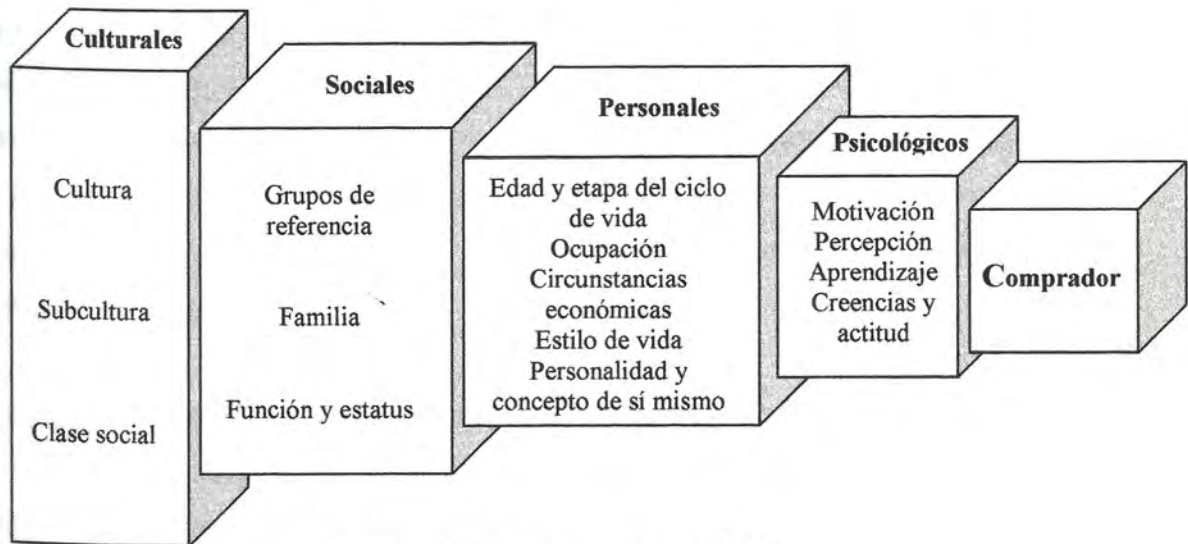 Culturales
Cultura
Subcultura
Clase social
Sociales
Grupos de
referencia
Familia
Función y estatus
Personales
Edad y etapa del ciclo
de vida
Ocupación
Circunstancias
económicas
Estilo de vida
Personalidad y
concepto de sí mismo
Psicológicos
Motivación
Percepción
Aprendizaje
Creencias y
actitud
Comprador